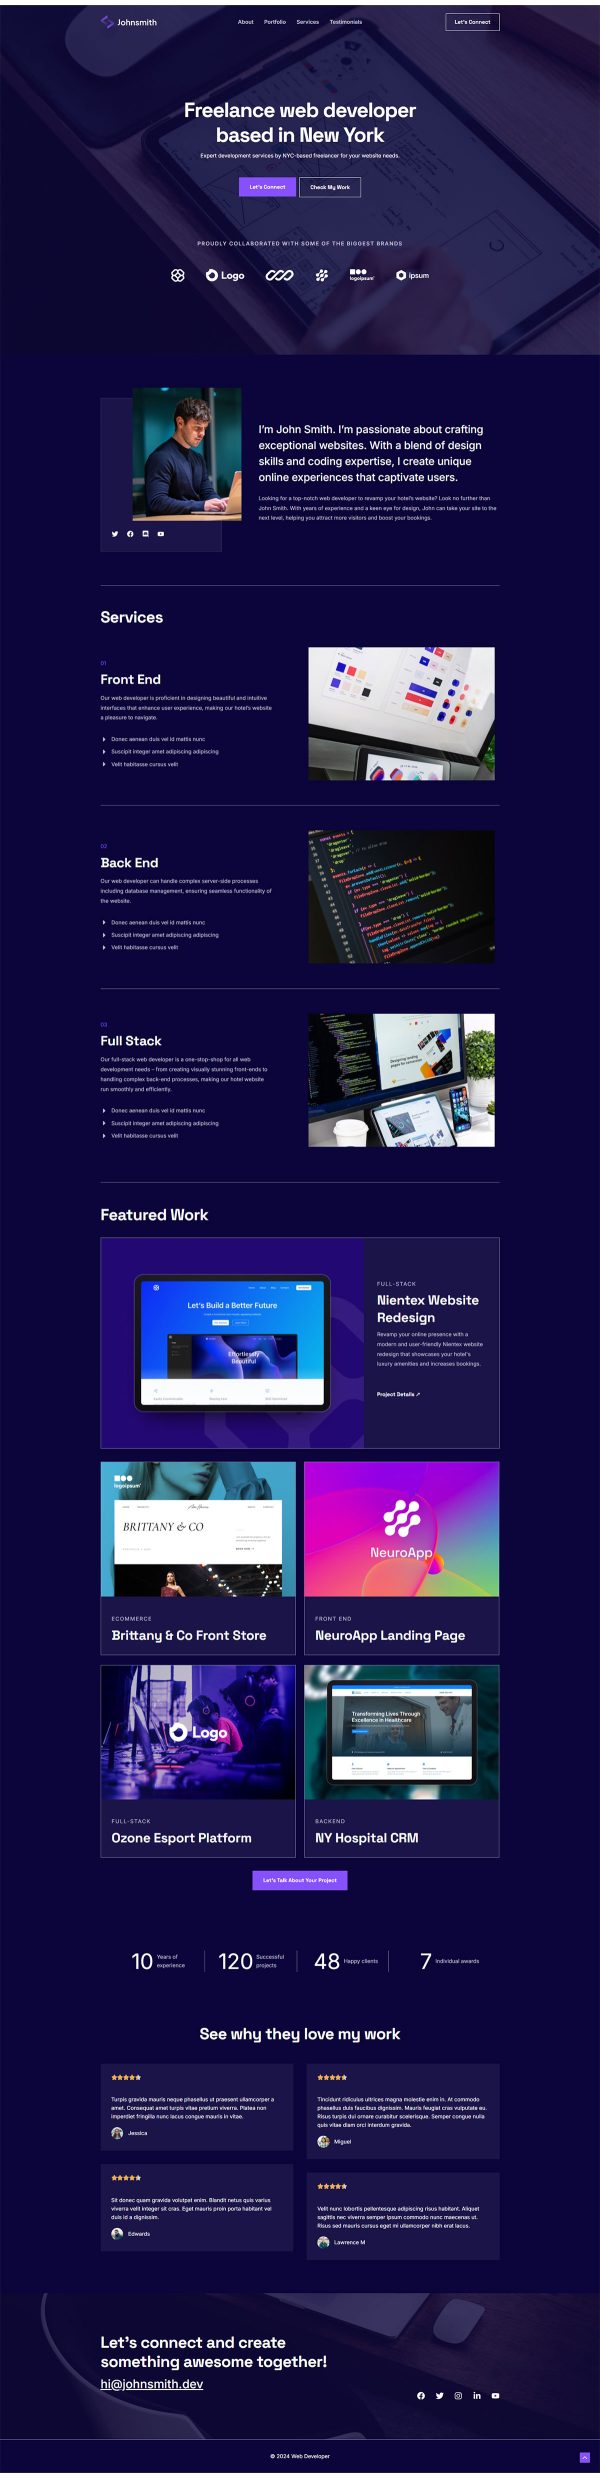 Johnsmith
About
Portfolio
Services
Testimonials
Let's Connect
Freelance web developer
based in New York
Expert development services by NYC-based freelancer for your website needs.
Let's Connect
Check My Work
PROUDLY COLLABORATED WITH SOME OF THE BIGGEST BRANDS
Logo
logoipsum
ipsum
I'm John Smith. I'm passionate about crafting
exceptional websites. With a blend of design
skills and coding expertise, I create unique
online experiences that captivate users.
Looking for a top-notch web developer to revamp your hotel's website? Look no further than
John Smith. With years of experience and a keen eye for design, John can take your site to the
next level, helping you attract more visitors and boost your bookings.
Services
01
Front End
Our web developer is proficient in designing beautiful and intuitive
interfaces that enhance user experience, making our hotel's website
a pleasure to navigate.
Donec aenean duis vel id mattis nunc
Suscipit integer amet adipiscing adipiscing
Velit habitasse cursus velit
02
Back End
Our web developer can handle complex server-side processes
including database management, ensuring seamless functionality of
the website.
Donec aenean duis vel id mattis nunc
Suscipit integer amet adipiscing adipiscing
Velit habitasse cursus velit
03
Full Stack
Our full-stack web developer is a one-stop-shop for all web
development needs – from creating visually stunning front-ends to
handling complex back-end processes, making our hotel website
run smoothly and efficiently.
Donec aenean duis vel id mattis nunc
Suscipit integer amet adipiscing adipiscing
Velit habitasse cursus velit
Featured Work
Let's Build a Better Future
Effortlessly
Beautiful
FULL-STACK
Nientex Website
Redesign
Revamp your online presence with a
modern and user-friendly Nientex website
redesign that showcases your hotel's
luxury amenities and increases bookings.
Project Details ↗
logoipsum
BRITTANY & CO
ECOMMERCE
Brittany & Co Front Store
NeuroApp
FRONT END
NeuroApp Landing Page
Logo
FULL-STACK
Ozone Esport Platform
Transforming Lives Through
Excellence in Healthcare
BACKEND
NY Hospital CRM
Let's Talk About Your Project
10 Years of
experience
120 Successful
projects
48 Happy clients
7 Individual awards
See why they love my work
Turpis gravida mauris neque phasellus ut praesent ullamcorper a
amet. Consequat amet turpis vitae pretium viverra. Platea non
imperdiet fringilla nunc lacus congue mauris in vitae.
Jessica
Tincidunt ridiculus ultrices magna molestie enim in. At commodo
phasellus duis faucibus dignissim. Mauris feugiat cras vulputate eu.
Risus turpis dui ornare curabitur scelerisque. Semper congue nulla
quis vitae diam orci interdum gravida.
Miguel
Sit donec quam gravida volutpat enim. Blandit netus quis varius
viverra velit integer sit cras. Eget mauris proin porta habitant vel
duis id a dignissim.
Edwards
Velit nunc lobortis pellentesque adipiscing risus habitant. Aliquet
sagittis nec viverra semper ipsum commodo nunc maecenas ut.
Risus sed mauris cursus eget mi ullamcorper nibh erat lacus.
Lawrence M
Let's connect and create
something awesome together!
hi@johnsmith.dev
© 2024 Web Developer